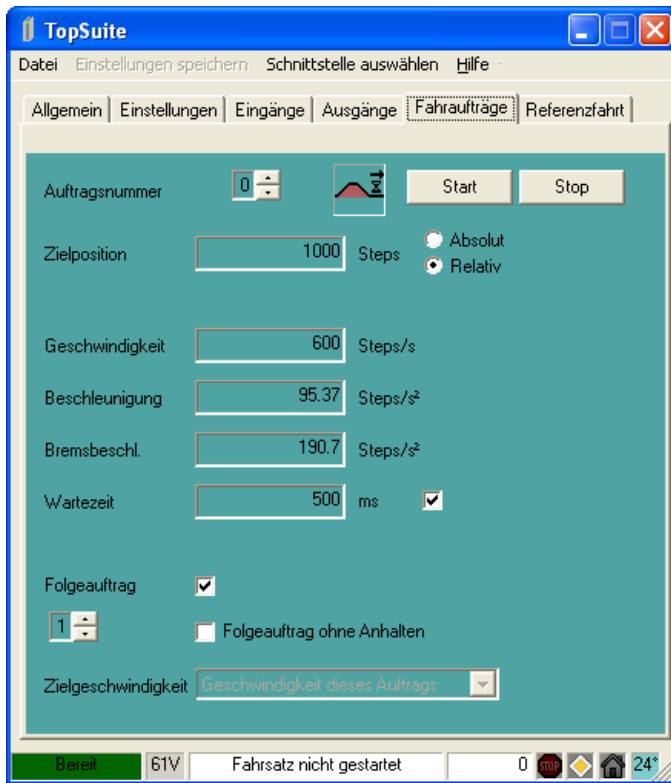 TopSuite
Datei Einstellungen speichern Schnittstelle auswählen Hilfe
Allgemein Einstellungen Eingänge Ausgänge Fahraufträge Referenzfahrt
Auftragsnummer 0 Start Stop
Zielposition 1000 Steps Absolut
Relativ
Geschwindigkeit 600 Steps/s
Beschleunigung 95.37 Steps/s²
Bremsbeschl. 190.7 Steps/s²
Wartezeit 500 ms
Folgeauftrag
1 Folgeauftrag ohne Anhalten
Zielgeschwindigkeit Geschwindigkeit dieses Auftrags
Bereit 61V Fahrsatz nicht gestartet 0 STOP 24°